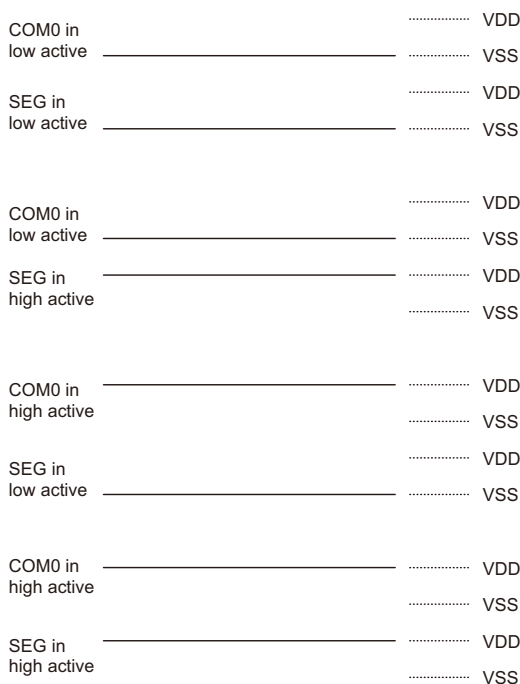 VDD
COM0 in
low active
VSS
VDD
SEG in
low active
VSS
VDD
COM0 in
low active
VSS
VDD
SEG in
high active
VSS
VDD
COM0 in
high active
VSS
VDD
SEG in
low active
VSS
COM0 in
VDD
high active
VSS
VDD
SEG in
high active
VSS